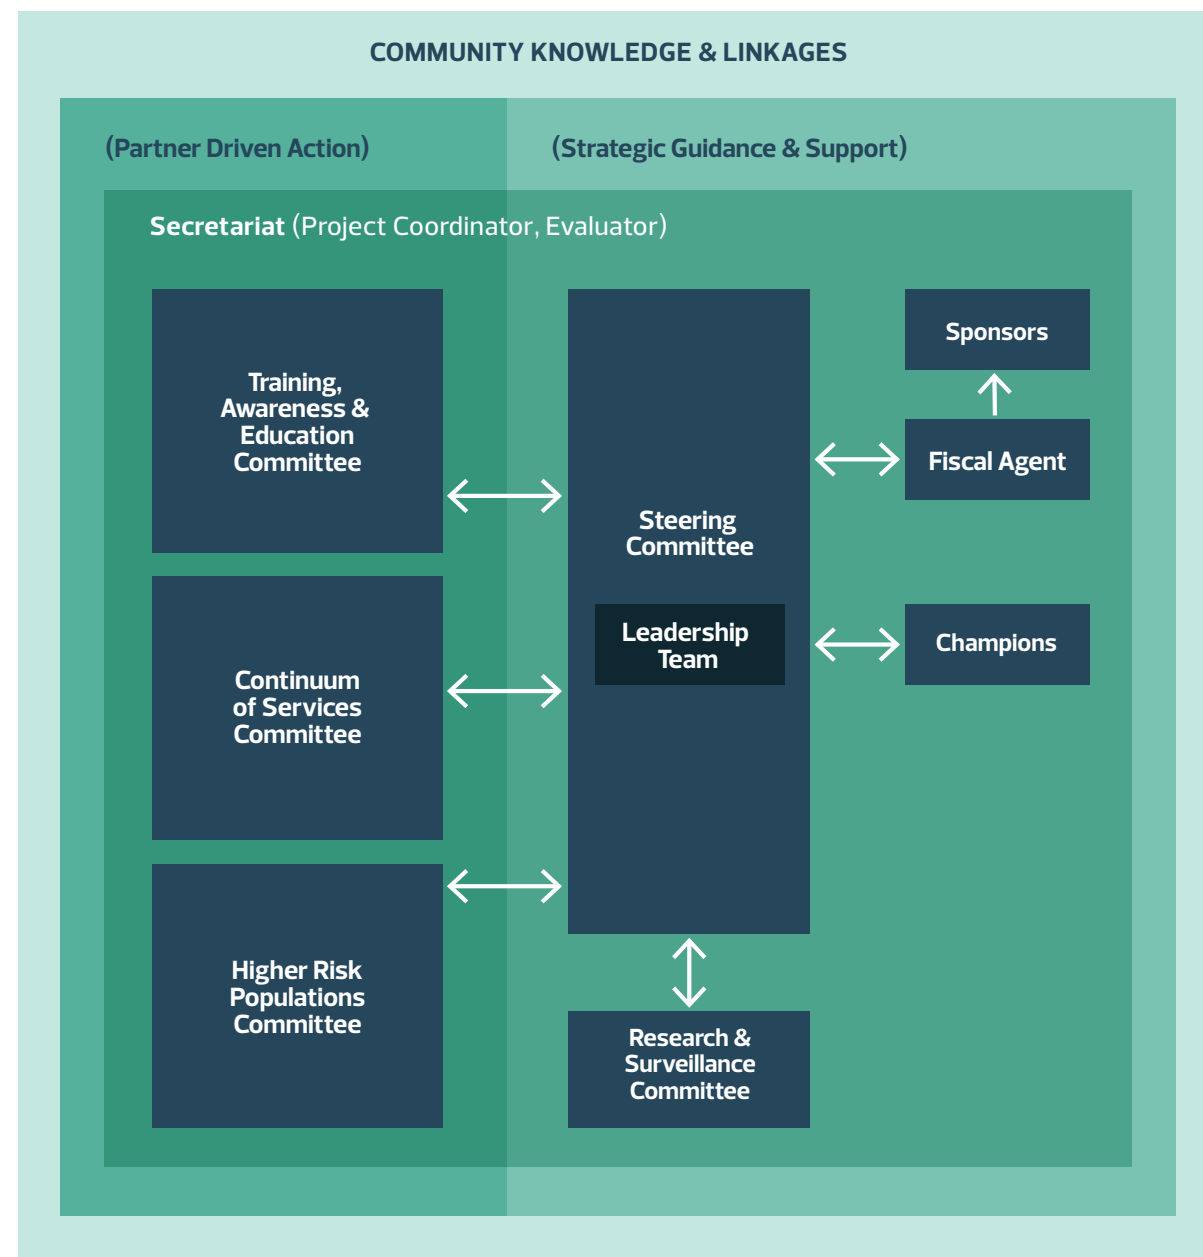 COMMUNITY KNOWLEDGE & LINKAGES
(Partner Driven Action)
(Strategic Guidance & Support)
Secretariat (Project Coordinator, Evaluator)
Training,
Awareness &
Education
Committee
Continuum
of Services
Committee
Higher Risk
Populations
Committee
Steering
Committee
Leadership
Team
Research &
Surveillance
Committee
Sponsors
Fiscal Agent
Champions